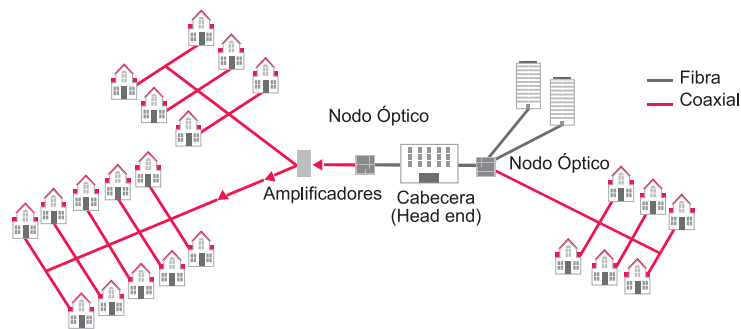 Fibra
Coaxial
Nodo Óptico
Nodo Óptico
Amplificadores
Cabecera
(Head end)